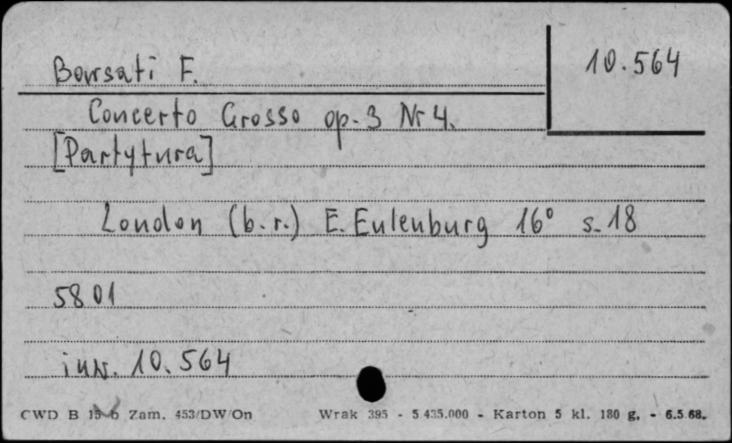 Borsati F.
10.564
Concerto Grosso op. 3 Nr 4.
[Partytura]
London (b.r.) E. Eulenburg 16° s. 18
5801
inw. 10.564
CWD B 15-6 Zam. 453/DW/On Wrak 395 - 5.435.000 - Karton 5 kl. 180 g. - 6.5.68.